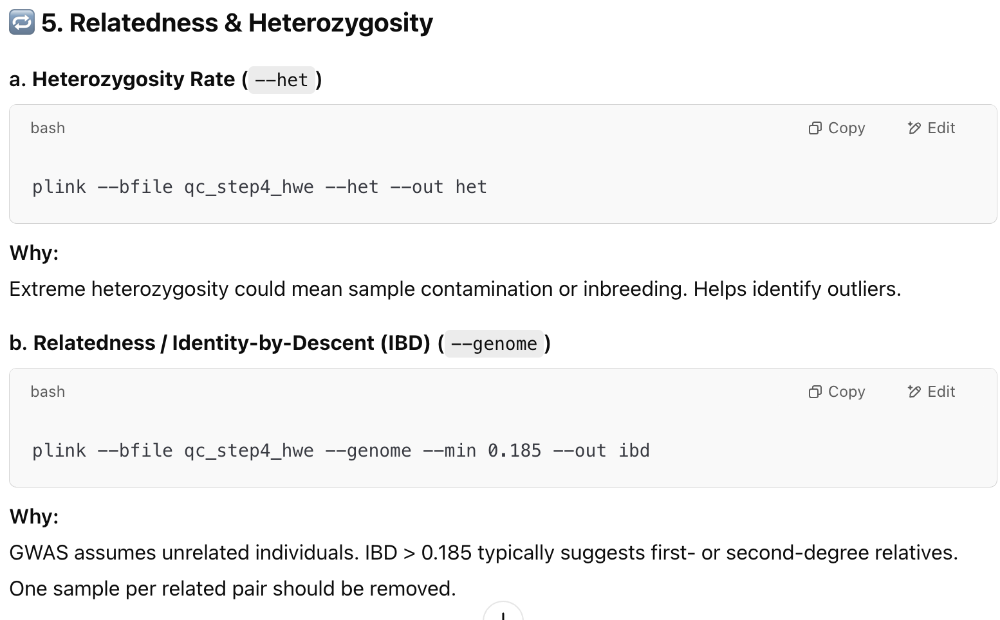 🔁 5. Relatedness & Heterozygosity
a. Heterozygosity Rate (--het)
bash
Copy
Edit
plink --bfile qc_step4_hwe --het --out het
Why:
Extreme heterozygosity could mean sample contamination or inbreeding. Helps identify outliers.
b. Relatedness / Identity-by-Descent (IBD) (--genome)
bash
Copy
Edit
plink --bfile qc_step4_hwe --genome --min 0.185 --out ibd
Why:
GWAS assumes unrelated individuals. IBD > 0.185 typically suggests first- or second-degree relatives.
One sample per related pair should be removed.